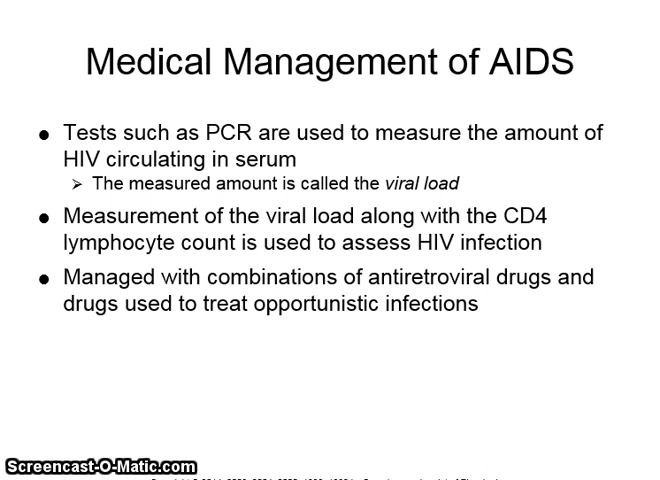 Medical Management of AIDS
● Tests such as PCR are used to measure the amount of
HIV circulating in serum
➢ The measured amount is called the viral load
● Measurement of the viral load along with the CD4
lymphocyte count is used to assess HIV infection
● Managed with combinations of antiretroviral drugs and
drugs used to treat opportunistic infections
Screencast-O-Matic.com